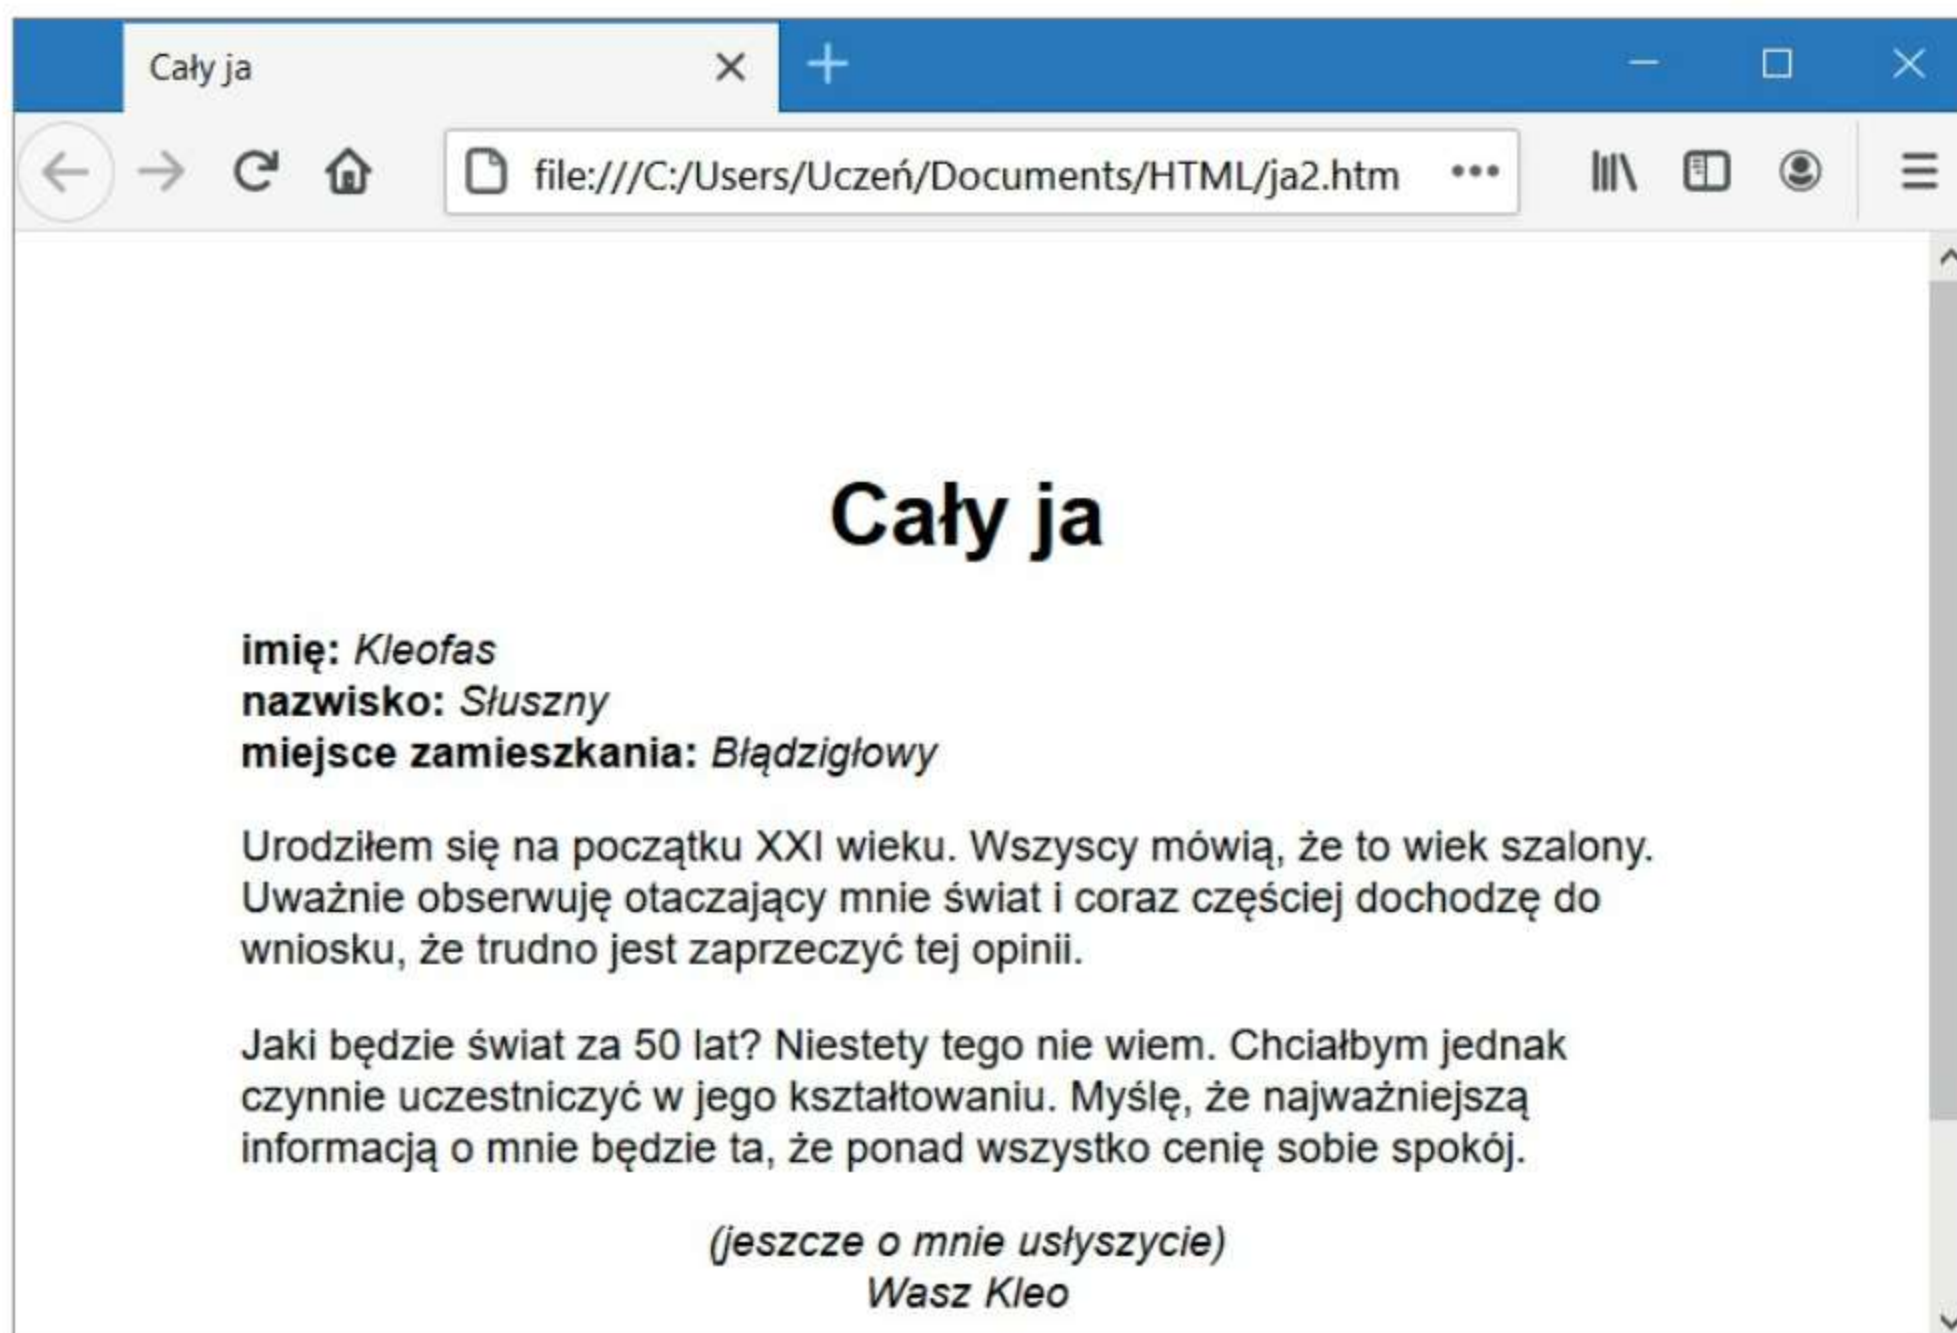 Cały ja
file:///C:/Users/Uczeń/Documents/HTML/ja2.htm
Cały ja
imię: Kleofas
nazwisko: Słuszny
miejsce zamieszkania: Błądzigłowy
Urodziłem się na początku XXI wieku. Wszyscy mówią, że to wiek szalony.
Uważnie obserwuję otaczający mnie świat i coraz częściej dochodzę do
wniosku, że trudno jest zaprzeczyć tej opinii.
Jaki będzie świat za 50 lat? Niestety tego nie wiem. Chciałbym jednak
czynnie uczestniczyć w jego kształtowaniu. Myślę, że najważniejszą
informacją o mnie będzie ta, że ponad wszystko cenię sobie spokój.
(jeszcze o mnie usłyszycie)
Wasz Kleo